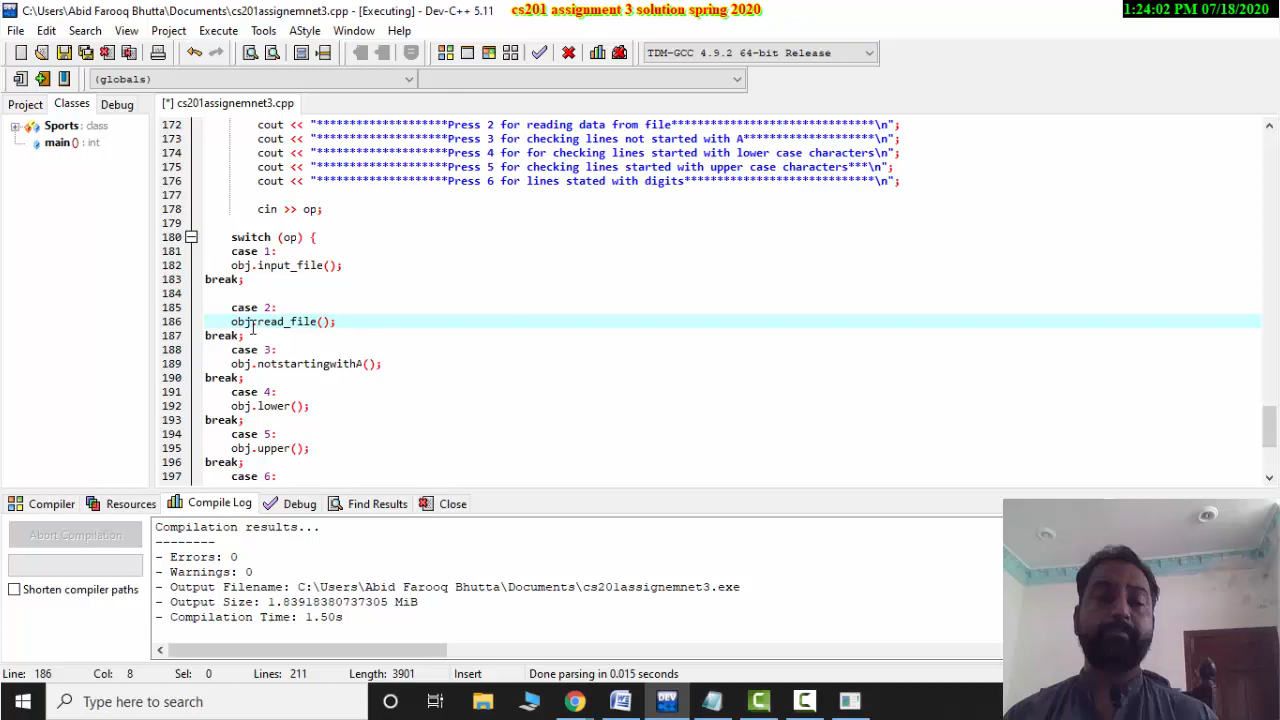 C:\Users\Abid Farooq Bhutta\Documents\cs201assignemnet3.cpp - [Executing] - Dev-C++ 5.11
cs201 assignment 3 solution spring 2020
1:24:02 PM 07/18/2020
File Edit Search View Project Execute Tools AStyle Window Help
TDM-GCC 4.9.2 64-bit Release
(globals)
Project Classes Debug
[*] cs201assignemnet3.cpp
Sports: class
main() : int
172 cout << "********************Press 2 for reading data from file*******************************\n";
173 cout << "********************Press 3 for checking lines not started with A********************\n";
174 cout << "********************Press 4 for for checking lines started with lower case characters\n";
175 cout << "********************Press 5 for checking lines started with upper case characters***\n";
176 cout << "********************Press 6 for lines stated with digits*****************************\n";
177
178 cin >> op;
179
180 switch (op) {
181 case 1:
182 obj.input_file();
183 break;
184
185 case 2:
186 obj.read_file();
187 break;
188 case 3:
189 obj.notstartingwithA();
190 break;
191 case 4:
192 obj.lower();
193 break;
194 case 5:
195 obj.upper();
196 break;
197 case 6:
Compiler Resources Compile Log Debug Find Results Close
Abort Compilation
Shorten compiler paths
Compilation results...
--------
- Errors: 0
- Warnings: 0
- Output Filename: C:\Users\Abid Farooq Bhutta\Documents\cs201assignemnet3.exe
- Output Size: 1.83918380737305 MiB
- Compilation Time: 1.50s
Line: 186 Col: 8 Sel: 0 Lines: 211 Length: 3901 Insert Done parsing in 0.015 seconds
Type here to search
DEV